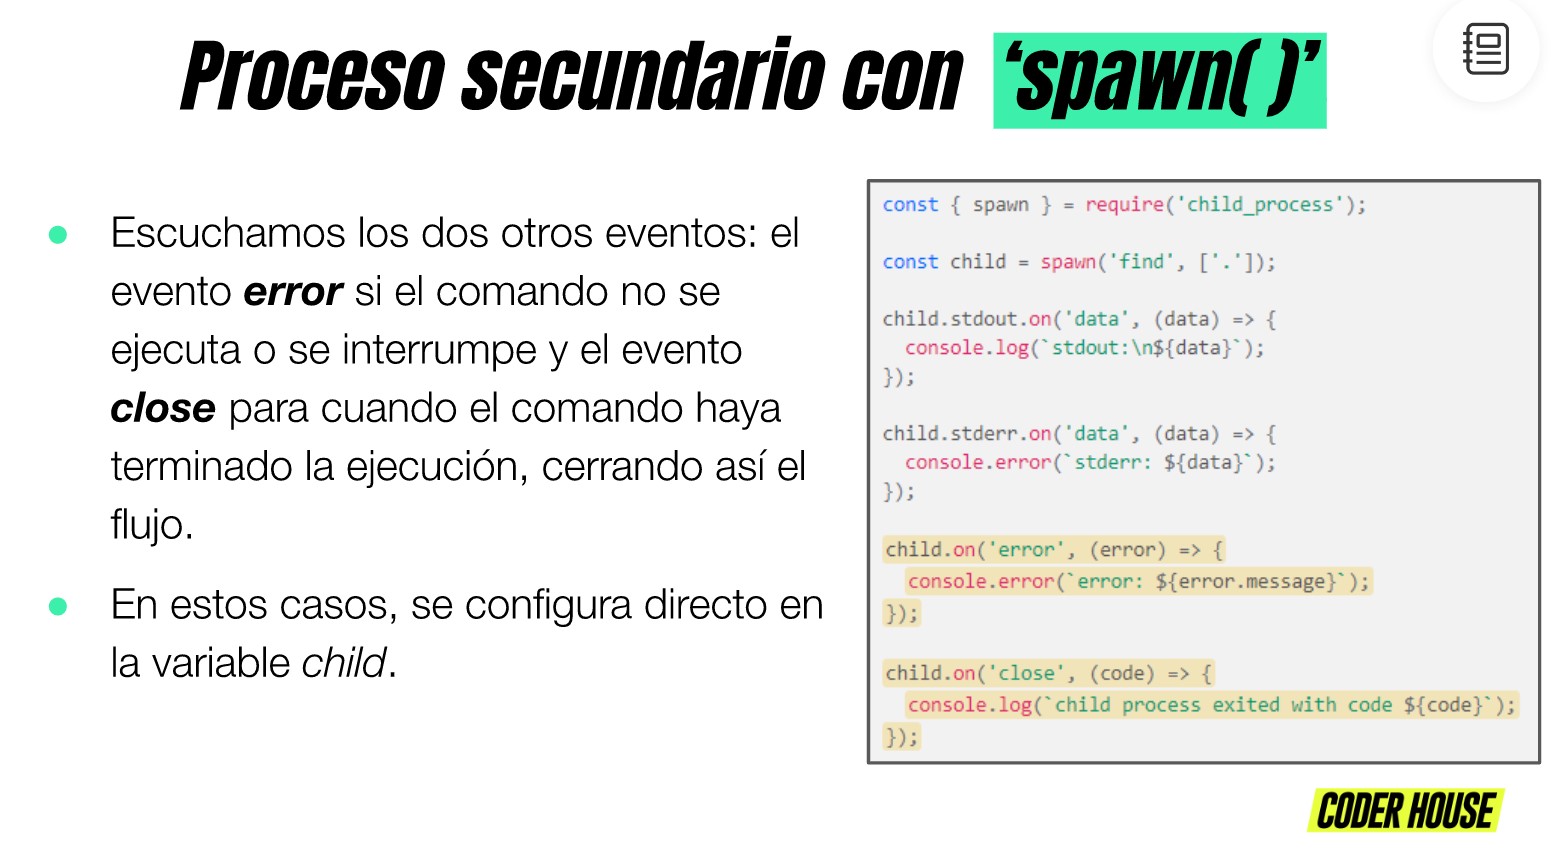 Proceso secundario con ‘spawn( )’
● Escuchamos los dos otros eventos: el
evento error si el comando no se
ejecuta o se interrumpe y el evento
close para cuando el comando haya
terminado la ejecución, cerrando así el
flujo.
● En estos casos, se configura directo en
la variable child.
const { spawn } = require('child_process');
const child = spawn('find', ['.']);
child.stdout.on('data', (data) => {
  console.log(`stdout:\n${data}`);
});
child.stderr.on('data', (data) => {
  console.error(`stderr: ${data}`);
});
child.on('error', (error) => {
  console.error(`error: ${error.message}`);
});
child.on('close', (code) => {
  console.log(`child process exited with code ${code}`);
});
CODER HOUSE